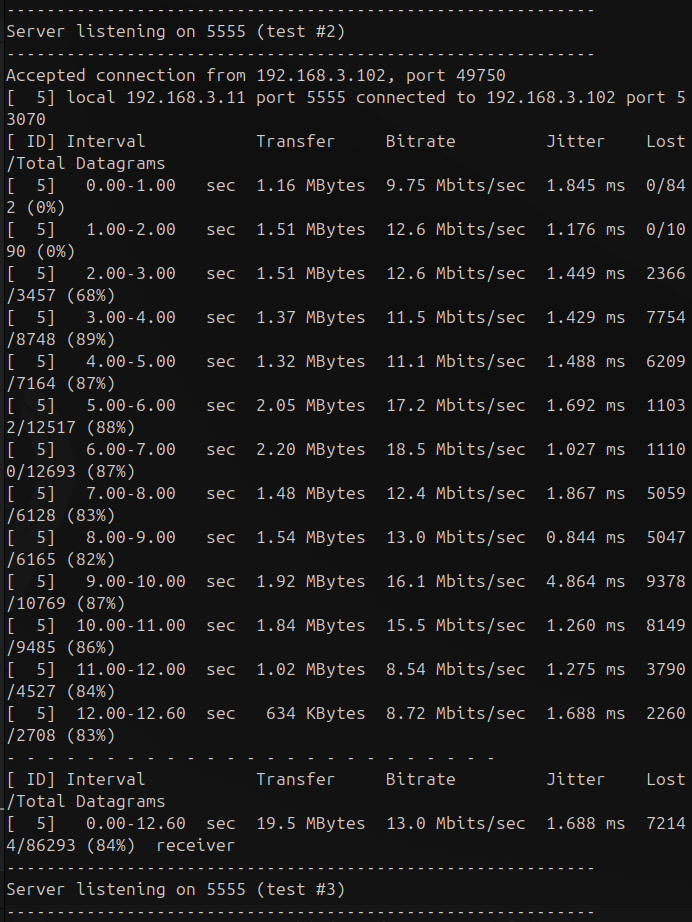 -----------------------------------------------------------
Server listening on 5555 (test #2)
-----------------------------------------------------------
Accepted connection from 192.168.3.102, port 49750
[  5] local 192.168.3.11 port 5555 connected to 192.168.3.102 port 5
3070
[ ID] Interval           Transfer     Bitrate         Jitter    Lost
/Total Datagrams
[  5]   0.00-1.00   sec  1.16 MBytes  9.75 Mbits/sec  1.845 ms  0/84
2 (0%)
[  5]   1.00-2.00   sec  1.51 MBytes  12.6 Mbits/sec  1.176 ms  0/10
90 (0%)
[  5]   2.00-3.00   sec  1.51 MBytes  12.6 Mbits/sec  1.449 ms  2366
/3457 (68%)
[  5]   3.00-4.00   sec  1.37 MBytes  11.5 Mbits/sec  1.429 ms  7754
/8748 (89%)
[  5]   4.00-5.00   sec  1.32 MBytes  11.1 Mbits/sec  1.488 ms  6209
/7164 (87%)
[  5]   5.00-6.00   sec  2.05 MBytes  17.2 Mbits/sec  1.692 ms  1103
2/12517 (88%)
[  5]   6.00-7.00   sec  2.20 MBytes  18.5 Mbits/sec  1.027 ms  1110
0/12693 (87%)
[  5]   7.00-8.00   sec  1.48 MBytes  12.4 Mbits/sec  1.867 ms  5059
/6128 (83%)
[  5]   8.00-9.00   sec  1.54 MBytes  13.0 Mbits/sec  0.844 ms  5047
/6165 (82%)
[  5]   9.00-10.00  sec  1.92 MBytes  16.1 Mbits/sec  4.864 ms  9378
/10769 (87%)
[  5]  10.00-11.00  sec  1.84 MBytes  15.5 Mbits/sec  1.260 ms  8149
/9485 (86%)
[  5]  11.00-12.00  sec  1.02 MBytes  8.54 Mbits/sec  1.275 ms  3790
/4527 (84%)
[  5]  12.00-12.60  sec   634 KBytes  8.72 Mbits/sec  1.688 ms  2260
/2708 (83%)
- - - - - - - - - - - - - - - - - - - - - - - - -
[ ID] Interval           Transfer     Bitrate         Jitter    Lost
/Total Datagrams
[  5]   0.00-12.60  sec  19.5 MBytes  13.0 Mbits/sec  1.688 ms  7214
4/86293 (84%)  receiver
-----------------------------------------------------------
Server listening on 5555 (test #3)
-----------------------------------------------------------